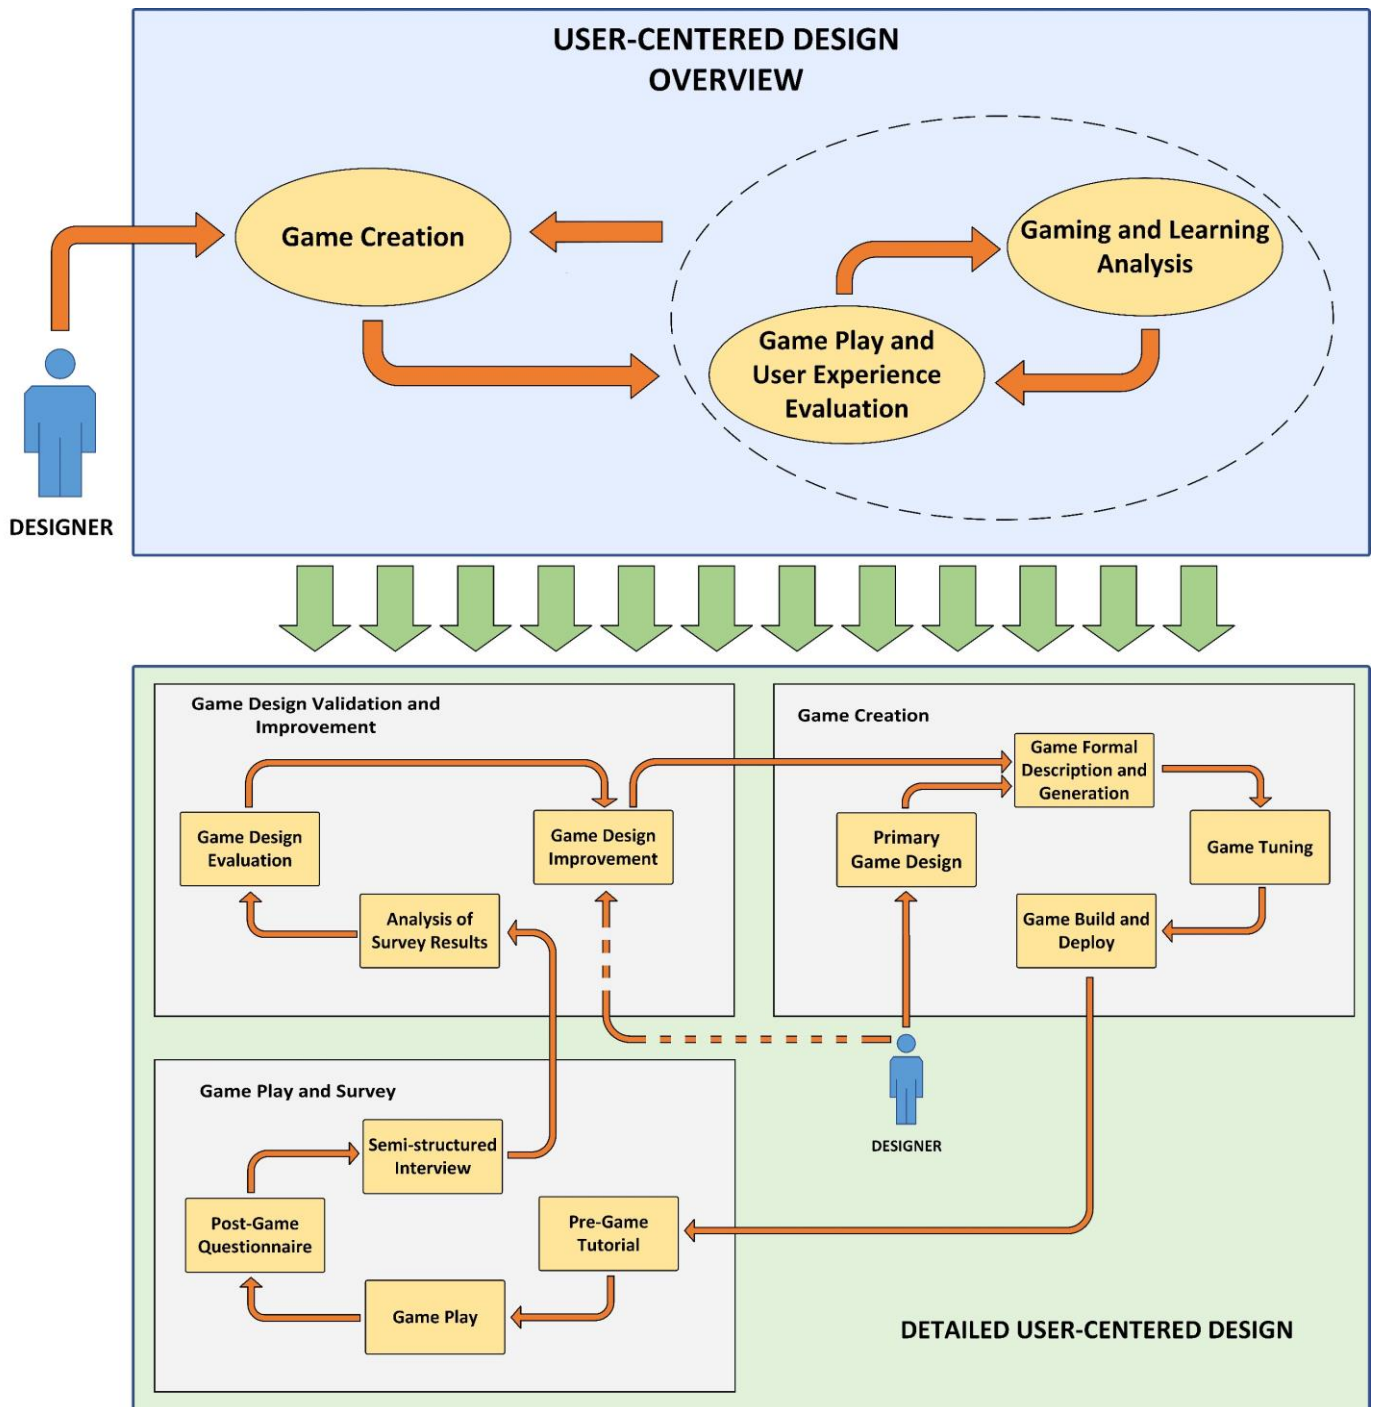 USER-CENTERED DESIGN
OVERVIEW
Game Creation
Gaming and Learning
Analysis
Game Play and
User Experience
Evaluation
DESIGNER
Game Design Validation and
Improvement
Game Design
Evaluation
Game Design
Improvement
Analysis of
Survey Results
Game Creation
Game Formal
Description and
Generation
Primary
Game Design
Game Tuning
Game Build and
Deploy
DESIGNER
Game Play and Survey
Semi-structured
Interview
Post-Game
Questionnaire
Pre-Game
Tutorial
Game Play
DETAILED USER-CENTERED DESIGN